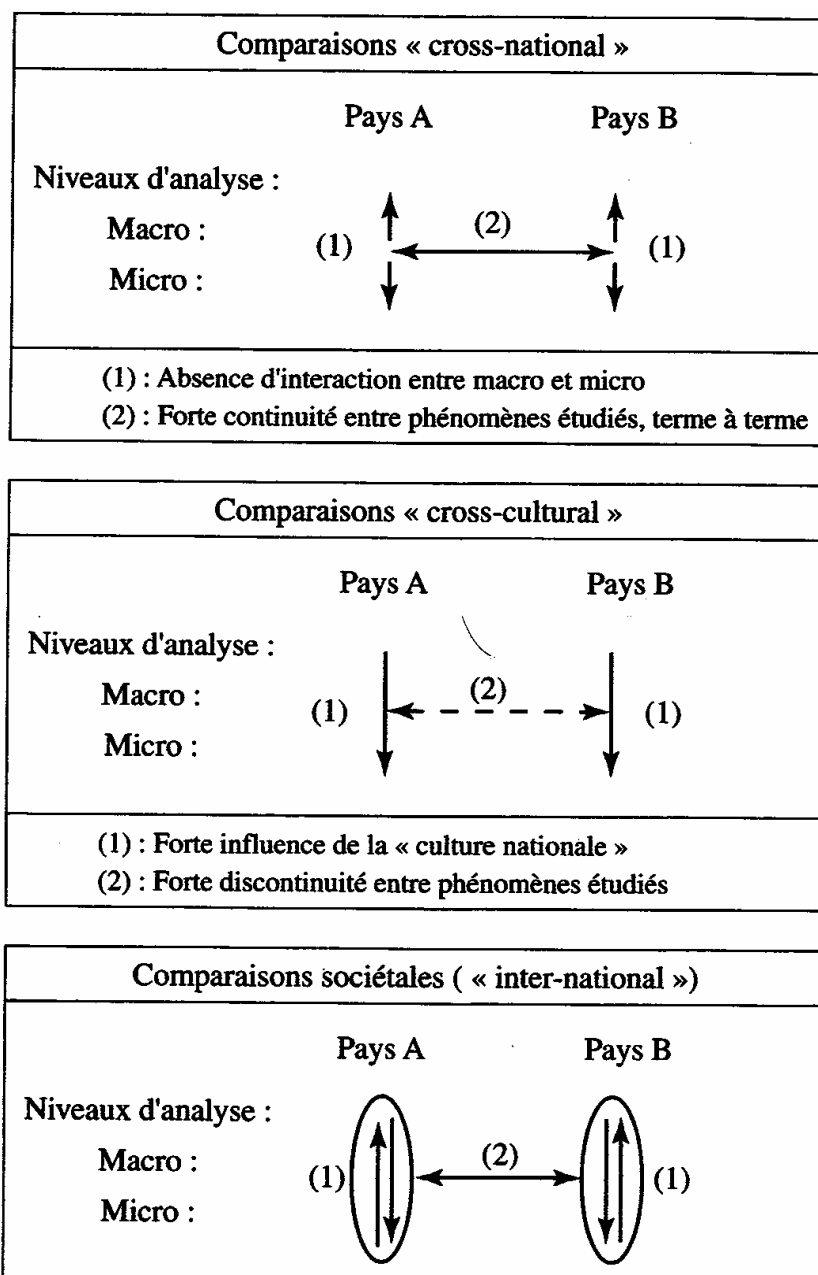 Comparaisons « cross-national »
Pays A Pays B
Niveaux d'analyse :
Macro : (1) (2) (1)
Micro :
(1) : Absence d'interaction entre macro et micro
(2) : Forte continuité entre phénomènes étudiés, terme à terme
Comparaisons « cross-cultural »
Pays A Pays B
Niveaux d'analyse :
Macro : (1) (2) (1)
Micro :
(1) : Forte influence de la « culture nationale »
(2) : Forte discontinuité entre phénomènes étudiés
Comparaisons sociétales ( « inter-national »)
Pays A Pays B
Niveaux d'analyse :
Macro : (1) (2) (1)
Micro :